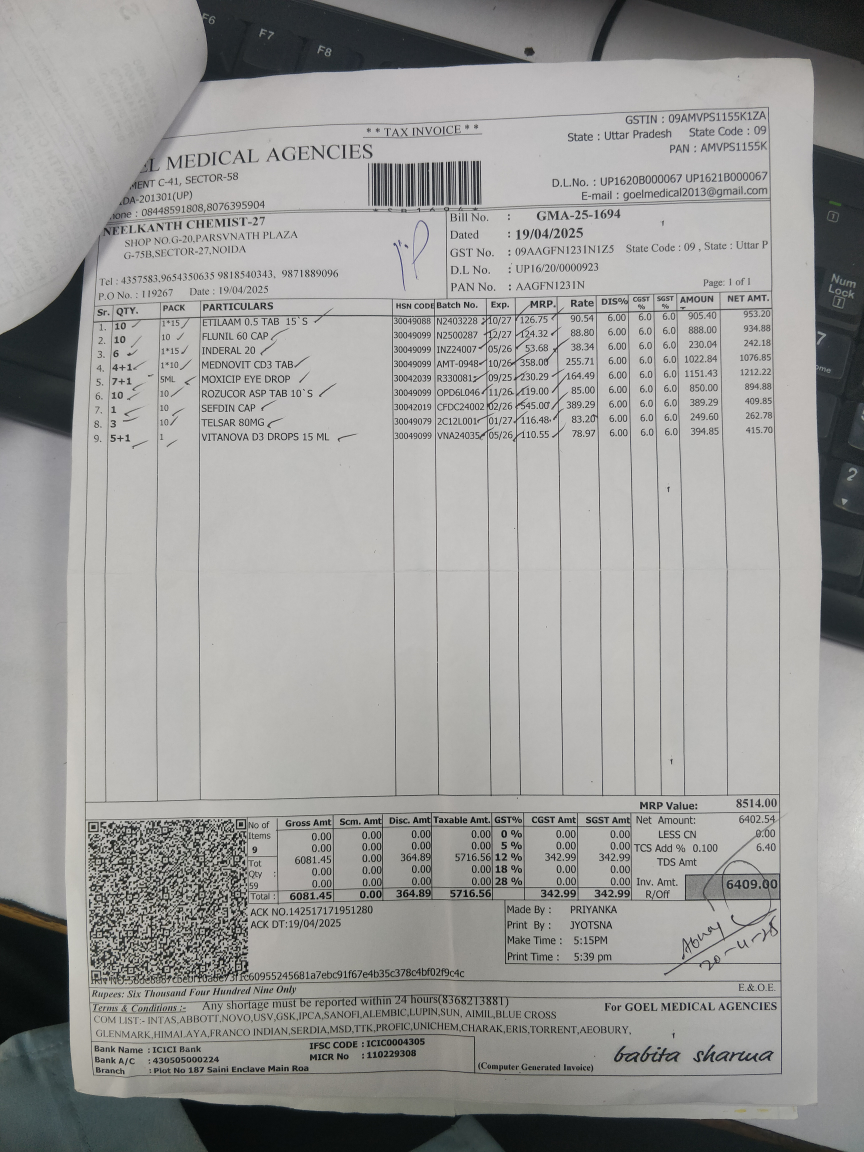 F6
F7
F8
** TAX INVOICE **
GSTIN : 09AMVPS1155K1ZA
State : Uttar Pradesh State Code : 09
PAN : AMVPS1155K
EL MEDICAL AGENCIES
MENT C-41, SECTOR-58
DA-201301(UP)
hone : 08448591808,8076395904
D.L.No. : UP1620B000067 UP1621B000067
E-mail : goelmedical2013@gmail.com
NEELKANTH CHEMIST-27
SHOP NO.G-20,PARSVNATH PLAZA
G-75B,SECTOR-27,NOIDA
Tel : 4357583,9654350635 9818540343, 9871889096
P.O No. : 119267 Date : 19/04/2025
Bill No. : GMA-25-1694
Dated : 19/04/2025
GST No. : 09AAGFN1231N1Z5 State Code : 09 , State : Uttar P
D.L No. : UP16/20/0000923
PAN No. : AAGFN1231N
Page: 1 of 1
Sr. QTY. PACK PARTICULARS HSN CODE Batch No. Exp. MRP. Rate DIS% CGST % SGST % AMOUN NET AMT.
1. 10 1*15 ETILAAM 0.5 TAB 15`S 30049088 N2403228 10/27 126.75 90.54 6.00 6.0 6.0 905.40 953.20
2. 10 10 FLUNIL 60 CAP 30049099 N2500287 12/27 124.32 88.80 6.00 6.0 6.0 888.00 934.88
3. 6 1*15 INDERAL 20 30049099 INZ24007 05/26 53.68 38.34 6.00 6.0 6.0 230.04 242.18
4. 4+1 1*10 MEDNOVIT CD3 TAB 30049099 AMT-0948 10/26 358.00 255.71 6.00 6.0 6.0 1022.84 1076.85
5. 7+1 5ML MOXICIP EYE DROP 30042039 R330081 09/25 230.29 164.49 6.00 6.0 6.0 1151.43 1212.22
6. 10 10 ROZUCOR ASP TAB 10`S 30049099 OPD6L046 11/26 119.00 85.00 6.00 6.0 6.0 850.00 894.88
7. 1 10 SEFDIN CAP 30042019 CFDC24002 02/26 545.00 389.29 6.00 6.0 6.0 389.29 409.85
8. 3 10 TELSAR 80MG 30049079 2C12L001 01/27 116.48 83.20 6.00 6.0 6.0 249.60 262.78
9. 5+1 1 VITANOVA D3 DROPS 15 ML 30049099 VNA24035 05/26 110.55 78.97 6.00 6.0 6.0 394.85 415.70
MRP Value: 8514.00
No of Items 9
Tot Qty : 59
Gross Amt Scm. Amt Disc. Amt Taxable Amt. GST% CGST Amt SGST Amt
0.00 0.00 0.00 0.00 0 % 0.00 0.00
0.00 0.00 0.00 0.00 5 % 0.00 0.00
6081.45 0.00 364.89 5716.56 12 % 342.99 342.99
0.00 0.00 0.00 0.00 18 % 0.00 0.00
0.00 0.00 0.00 0.00 28 % 0.00 0.00
Total : 6081.45 0.00 364.89 5716.56 342.99 342.99
Net Amount: 6402.54
LESS CN 0.00
TCS Add % 0.100 6.40
TDS Amt
Inv. Amt. 6409.00
R/Off
ACK NO.142517171951280
ACK DT:19/04/2025
Made By : PRIYANKA
Print By : JYOTSNA
Make Time : 5:15PM
Print Time : 5:39 pm
Abhay
20-4-25
E.&O.E.
Rupees: Six Thousand Four Hundred Nine Only
Terms & Conditions :- Any shortage must be reported within 24 hours(8368213881)
COM LIST:- INTAS,ABBOTT,NOVO,USV,GSK,IPCA,SANOFI,ALEMBIC,LUPIN,SUN, AIMIL,BLUE CROSS
GLENMARK,HIMALAYA,FRANCO INDIAN,SERDIA,MSD,TTK,PROFIC,UNICHEM,CHARAK,ERIS,TORRENT,AEOBURY,
For GOEL MEDICAL AGENCIES
babita sharma
Bank Name : ICICI Bank IFSC CODE : ICIC0004305
Bank A/C : 430505000224 MICR No : 110229308
Branch : Plot No 187 Saini Enclave Main Roa
(Computer Generated Invoice)
Num Lock
7
ome
2